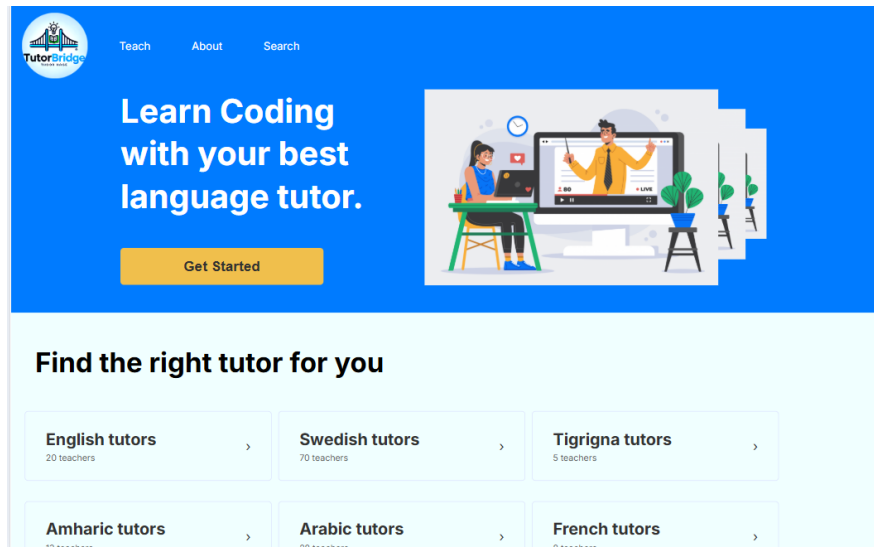 TutorBridge
Teach
About
Search
Learn Coding
with your best
language tutor.
Get Started
80
LIVE
Find the right tutor for you
English tutors
20 teachers
›
Swedish tutors
70 teachers
›
Tigrigna tutors
5 teachers
›
Amharic tutors
›
Arabic tutors
›
French tutors
›